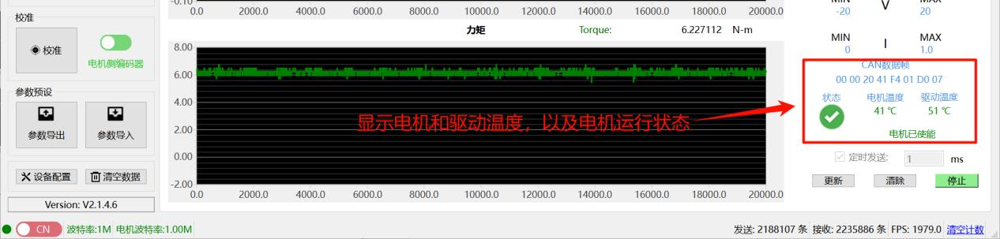 校准
校准
电机侧编码器
参数预设
参数导出
参数导入
设备配置
清空数据
Version: V2.1.4.6
-0.10
0.0 2000.0 4000.0 6000.0 8000.0 10000.0 12000.0 14000.0 16000.0 18000.0 20000.0
力矩 Torque: 6.227112 N-m
8.00
6.00
4.00
2.00
0.00
-2.00
0.0 2000.0 4000.0 6000.0 8000.0 10000.0 12000.0 14000.0 16000.0 18000.0 20000.0
显示电机和驱动温度，以及电机运行状态
MIN V MAX
-20 20
MIN I MAX
0 1.0
CAN数据帧
00 00 20 41 F4 01 D0 07
状态 电机温度 驱动温度
41 ℃ 51 ℃
电机已使能
定时发送: 1 ms
更新 清除 停止
CN 波特率:1M 电机波特率:1.00M
发送: 2188107 条 接收: 2235886 条 FPS: 1979.0 清空计数